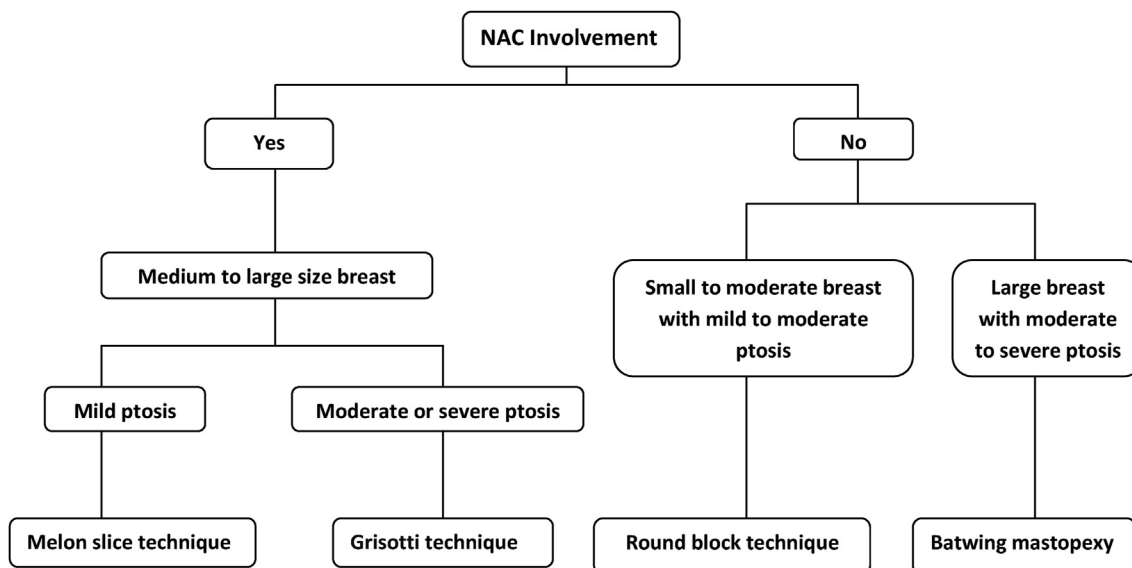 NAC Involvement
Yes
No
Medium to large size breast
Small to moderate breast
with mild to moderate
ptosis
Large breast
with moderate
to severe ptosis
Mild ptosis
Moderate or severe ptosis
Melon slice technique
Grisotti technique
Round block technique
Batwing mastopexy